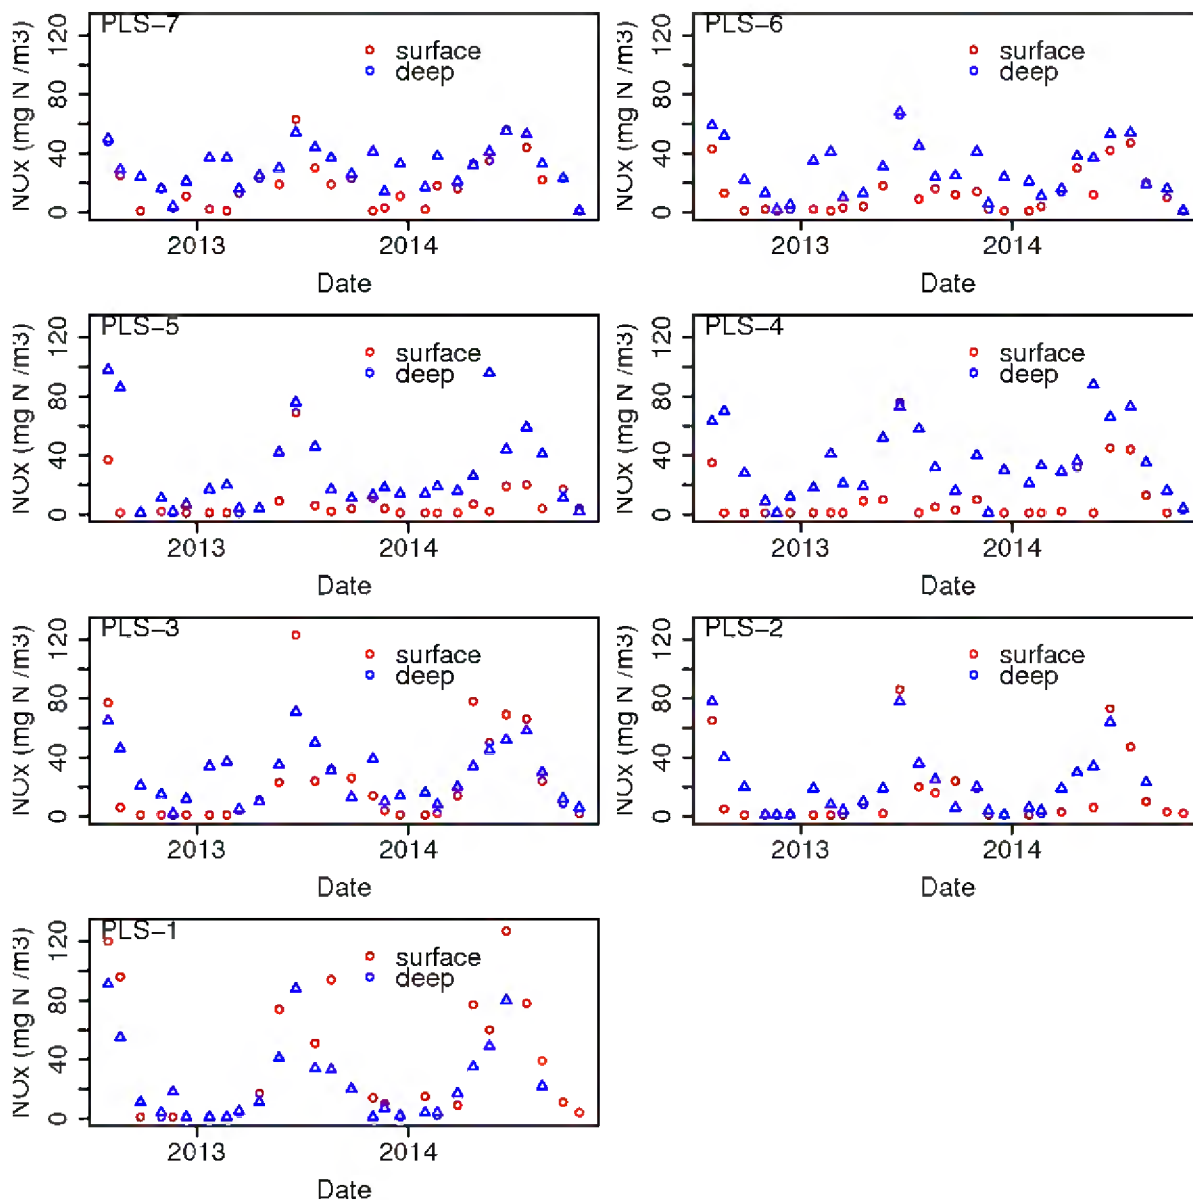 PLS-7
NOx (mg N /m3)
0 40 80 120
surface
deep
2013 2014
Date
PLS-6
NOx (mg N /m3)
0 40 80 120
surface
deep
2013 2014
Date
PLS-5
NOx (mg N /m3)
0 40 80 120
surface
deep
2013 2014
Date
PLS-4
NOx (mg N /m3)
0 40 80 120
surface
deep
2013 2014
Date
PLS-3
NOx (mg N /m3)
0 40 80 120
surface
deep
2013 2014
Date
PLS-2
NOx (mg N /m3)
0 40 80 120
surface
deep
2013 2014
Date
PLS-1
NOx (mg N /m3)
0 40 80 120
surface
deep
2013 2014
Date